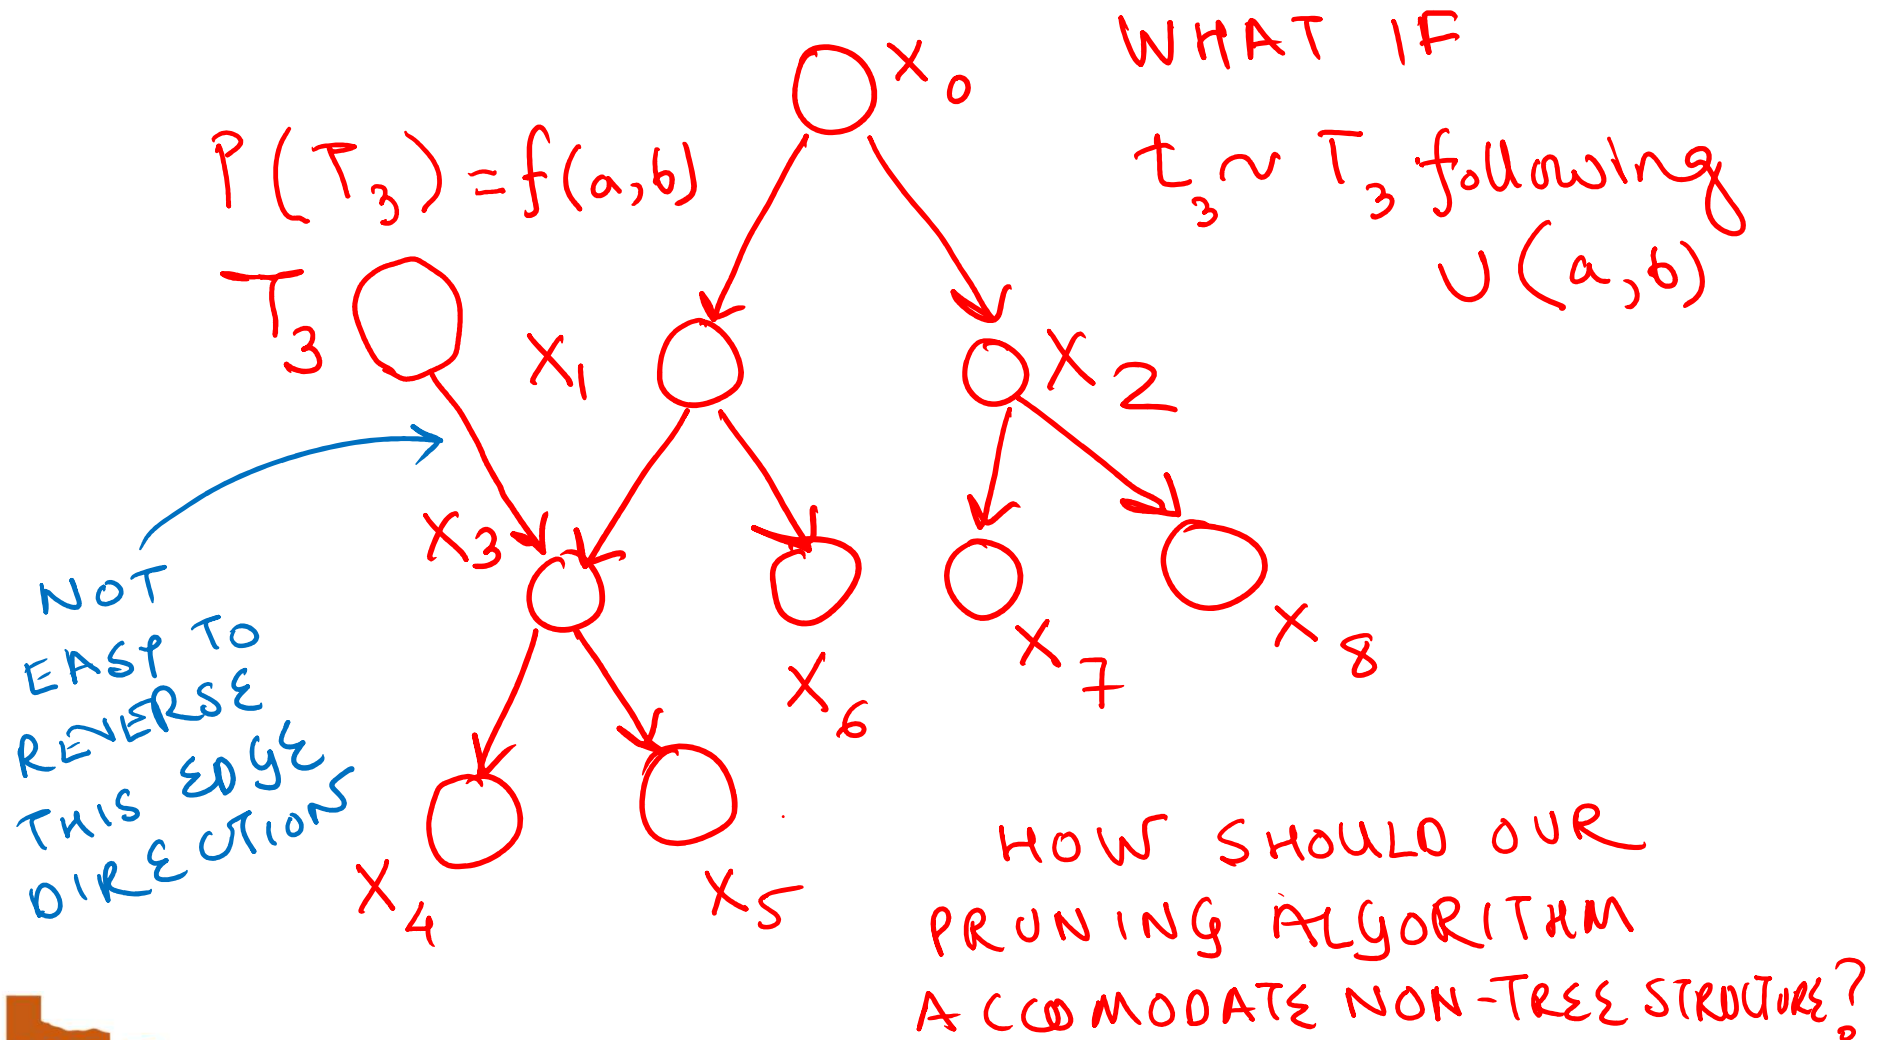 X0
WHAT IF
P(T3) = f(a,b)
t3 ~ T3 following
U(a,b)
T3
X1
X2
X3
NOT
EASY TO
REVERSE
THIS EDGE
DIRECTION
X6
X7
X8
X4
X5
HOW SHOULD OUR
PRUNING ALGORITHM
ACCOMODATE NON-TREE STRUCTURE?